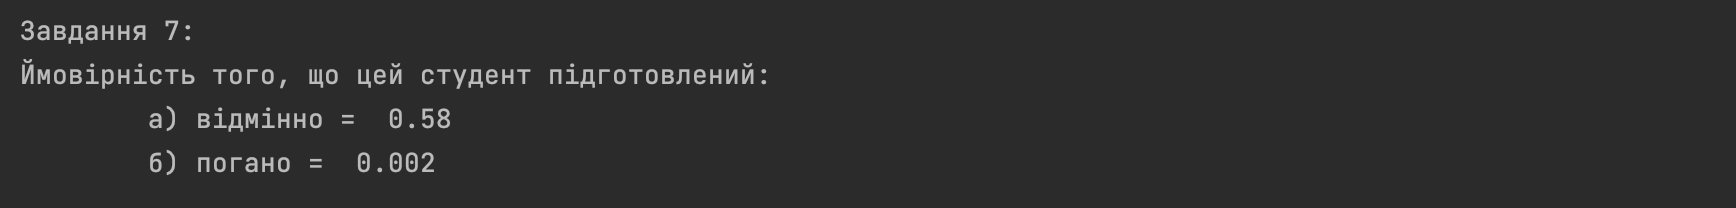 Завдання 7:
Ймовірність того, що цей студент підготовлений:
а) відмінно =  0.58
б) погано =  0.002